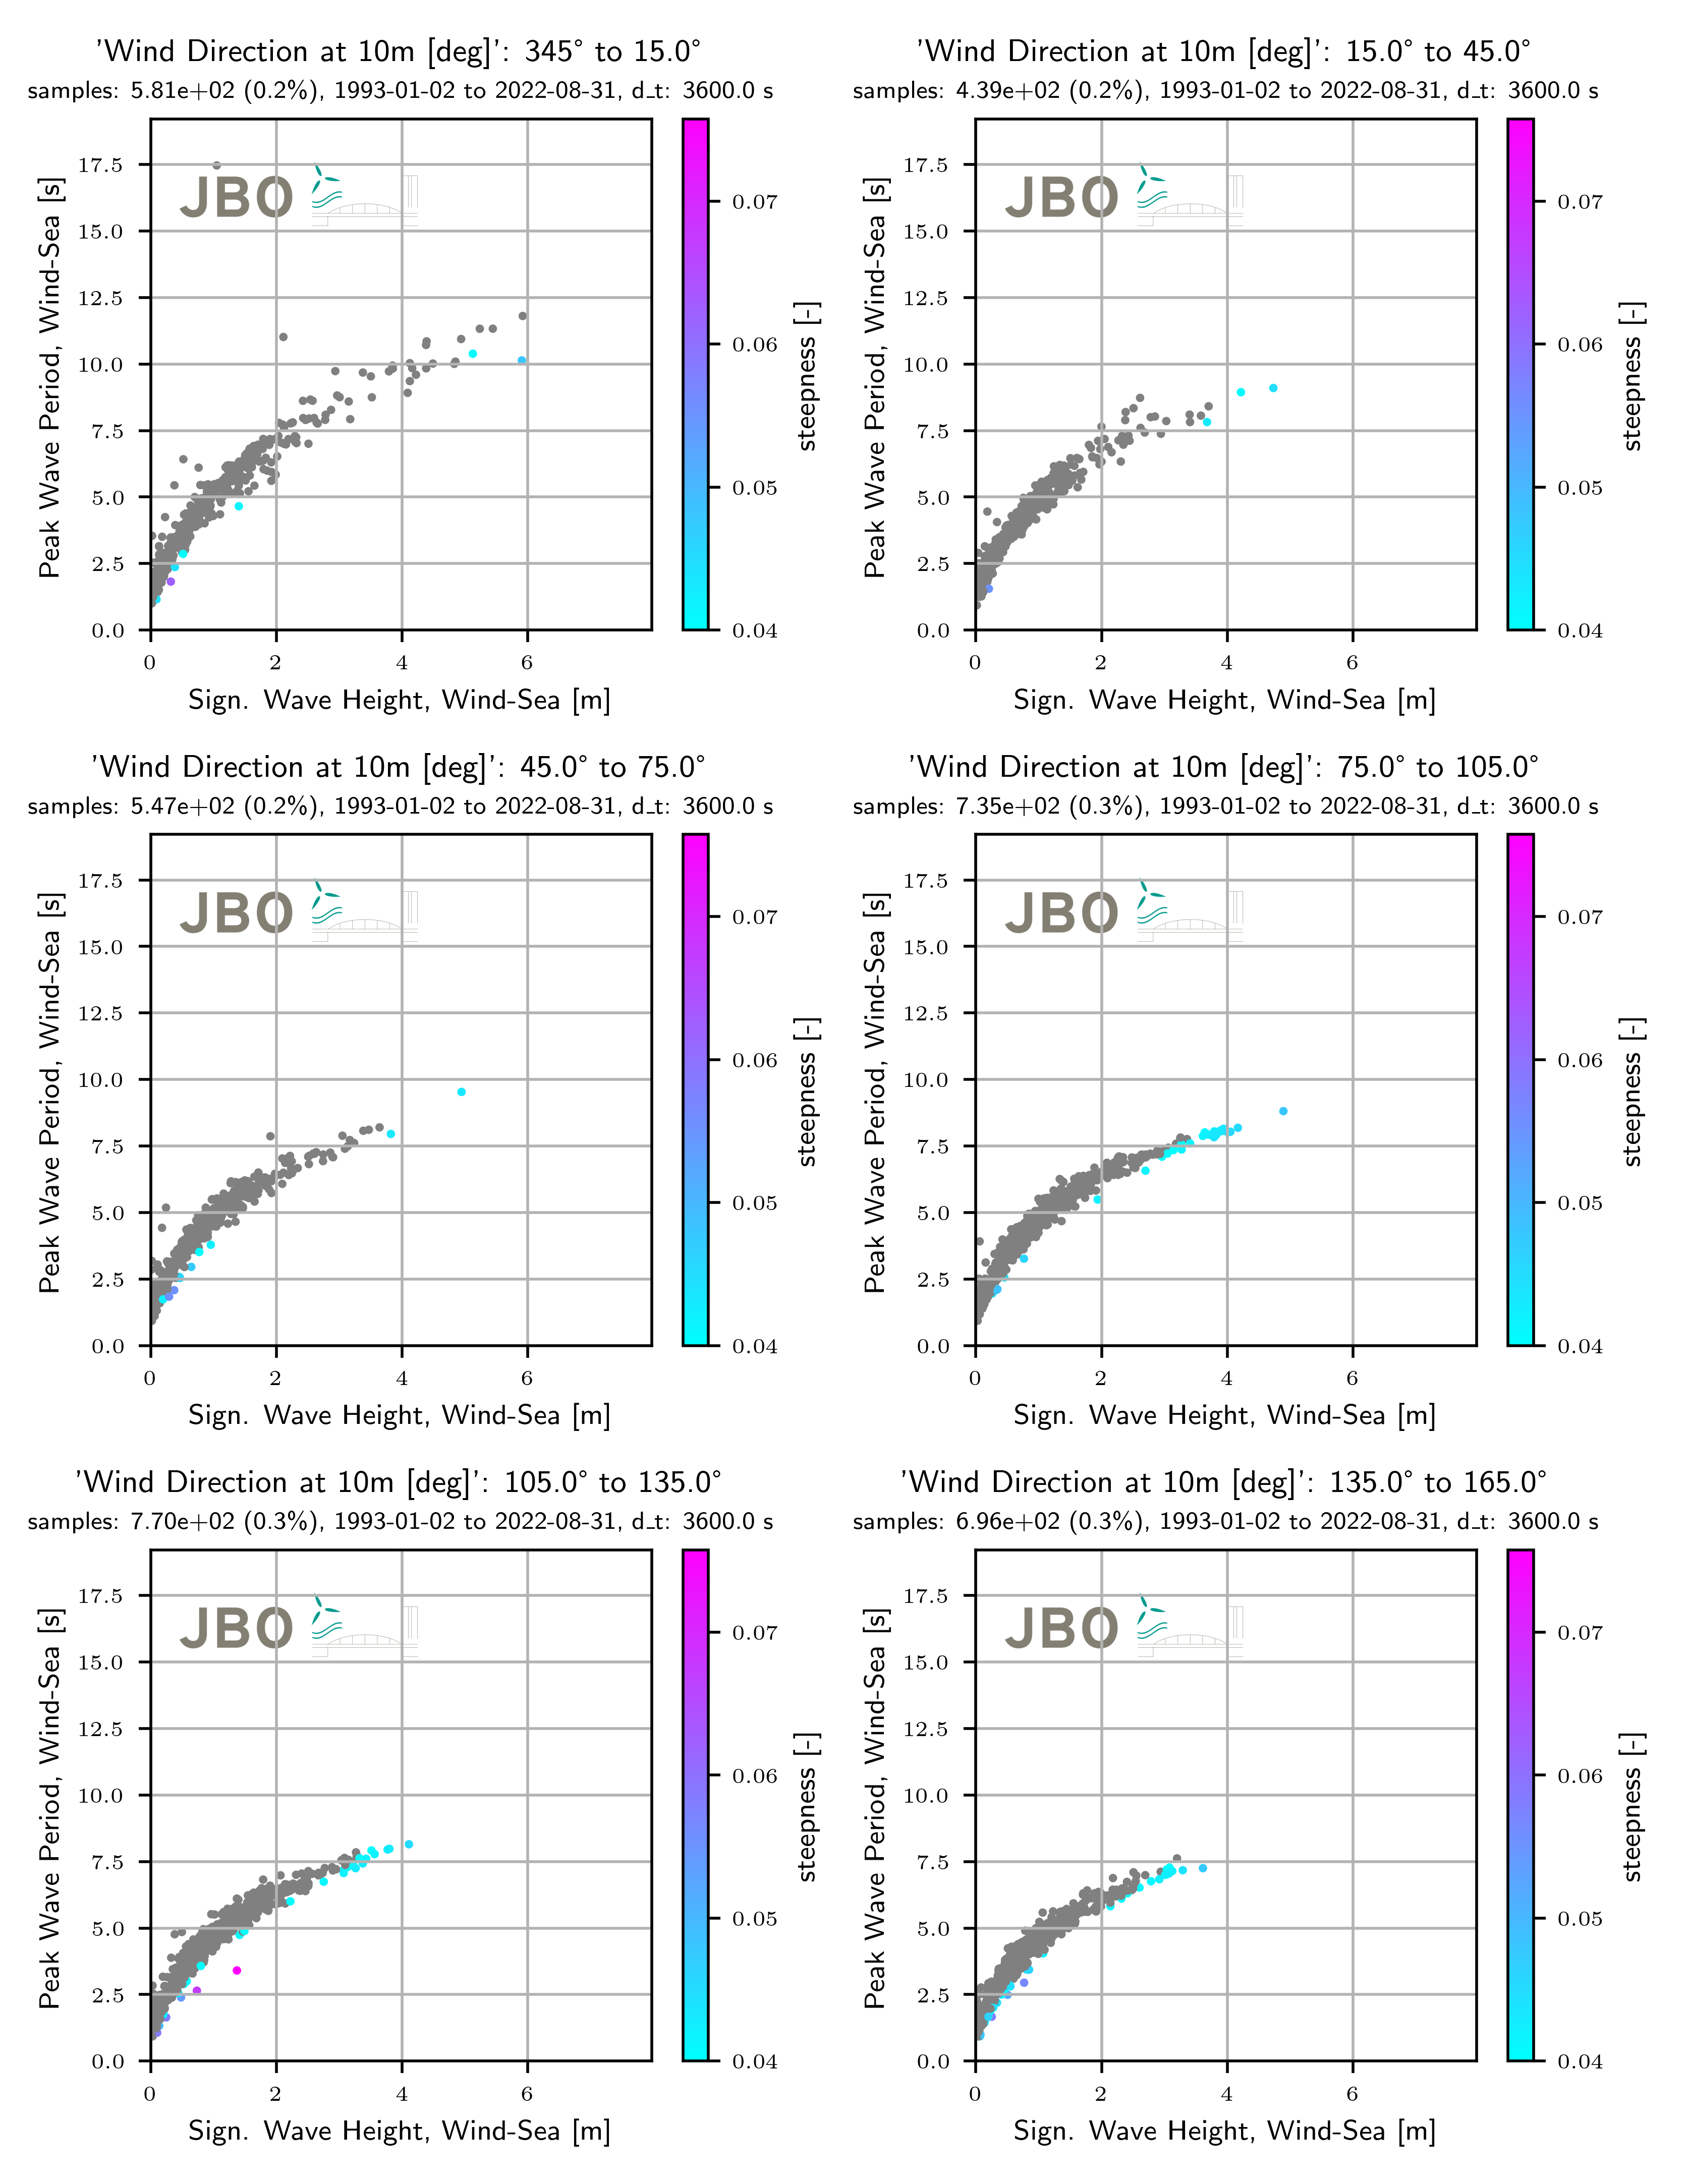 'Wind Direction at 10m [deg]': 345° to 15.0°
samples: 5.81e+02 (0.2%), 1993-01-02 to 2022-08-31, d_t: 3600.0 s
Peak Wave Period, Wind-Sea [s]
17.5
15.0
12.5
10.0
7.5
5.0
2.5
0.0
JBO
0 2 4 6
Sign. Wave Height, Wind-Sea [m]
0.07
0.06
0.05
0.04
steepness [-]
'Wind Direction at 10m [deg]': 15.0° to 45.0°
samples: 4.39e+02 (0.2%), 1993-01-02 to 2022-08-31, d_t: 3600.0 s
Peak Wave Period, Wind-Sea [s]
17.5
15.0
12.5
10.0
7.5
5.0
2.5
0.0
JBO
0 2 4 6
Sign. Wave Height, Wind-Sea [m]
0.07
0.06
0.05
0.04
steepness [-]
'Wind Direction at 10m [deg]': 45.0° to 75.0°
samples: 5.47e+02 (0.2%), 1993-01-02 to 2022-08-31, d_t: 3600.0 s
Peak Wave Period, Wind-Sea [s]
17.5
15.0
12.5
10.0
7.5
5.0
2.5
0.0
JBO
0 2 4 6
Sign. Wave Height, Wind-Sea [m]
0.07
0.06
0.05
0.04
steepness [-]
'Wind Direction at 10m [deg]': 75.0° to 105.0°
samples: 7.35e+02 (0.3%), 1993-01-02 to 2022-08-31, d_t: 3600.0 s
Peak Wave Period, Wind-Sea [s]
17.5
15.0
12.5
10.0
7.5
5.0
2.5
0.0
JBO
0 2 4 6
Sign. Wave Height, Wind-Sea [m]
0.07
0.06
0.05
0.04
steepness [-]
'Wind Direction at 10m [deg]': 105.0° to 135.0°
samples: 7.70e+02 (0.3%), 1993-01-02 to 2022-08-31, d_t: 3600.0 s
Peak Wave Period, Wind-Sea [s]
17.5
15.0
12.5
10.0
7.5
5.0
2.5
0.0
JBO
0 2 4 6
Sign. Wave Height, Wind-Sea [m]
0.07
0.06
0.05
0.04
steepness [-]
'Wind Direction at 10m [deg]': 135.0° to 165.0°
samples: 6.96e+02 (0.3%), 1993-01-02 to 2022-08-31, d_t: 3600.0 s
Peak Wave Period, Wind-Sea [s]
17.5
15.0
12.5
10.0
7.5
5.0
2.5
0.0
JBO
0 2 4 6
Sign. Wave Height, Wind-Sea [m]
0.07
0.06
0.05
0.04
steepness [-]